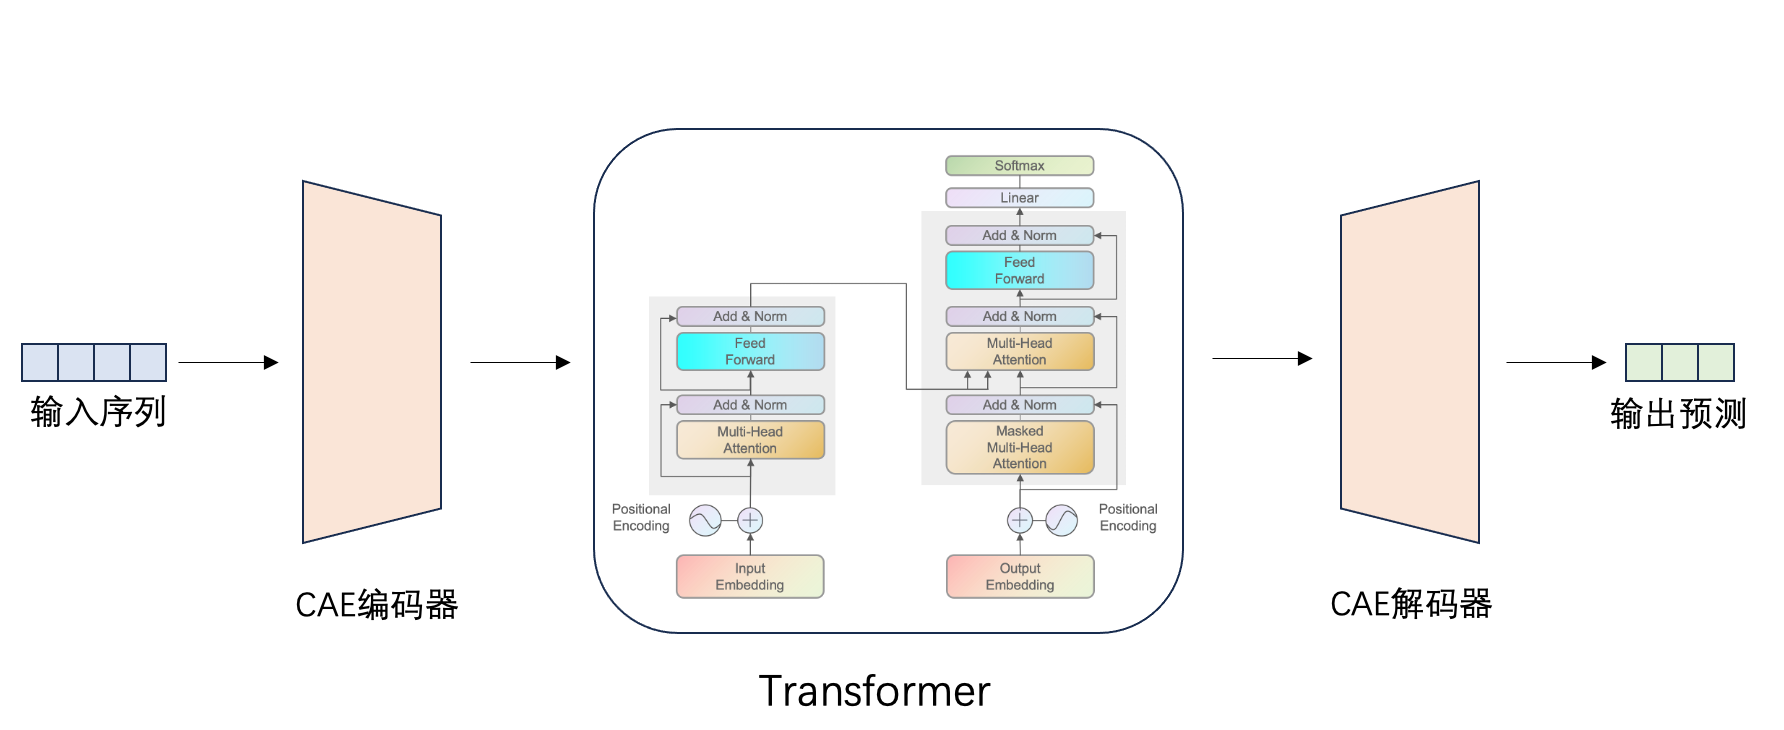 输入序列
CAE编码器
Add & Norm
Feed
Forward
Add & Norm
Multi-Head
Attention
Positional
Encoding
Input
Embedding
Softmax
Linear
Add & Norm
Feed
Forward
Add & Norm
Multi-Head
Attention
Add & Norm
Masked
Multi-Head
Attention
Positional
Encoding
Output
Embedding
Transformer
CAE解码器
输出预测